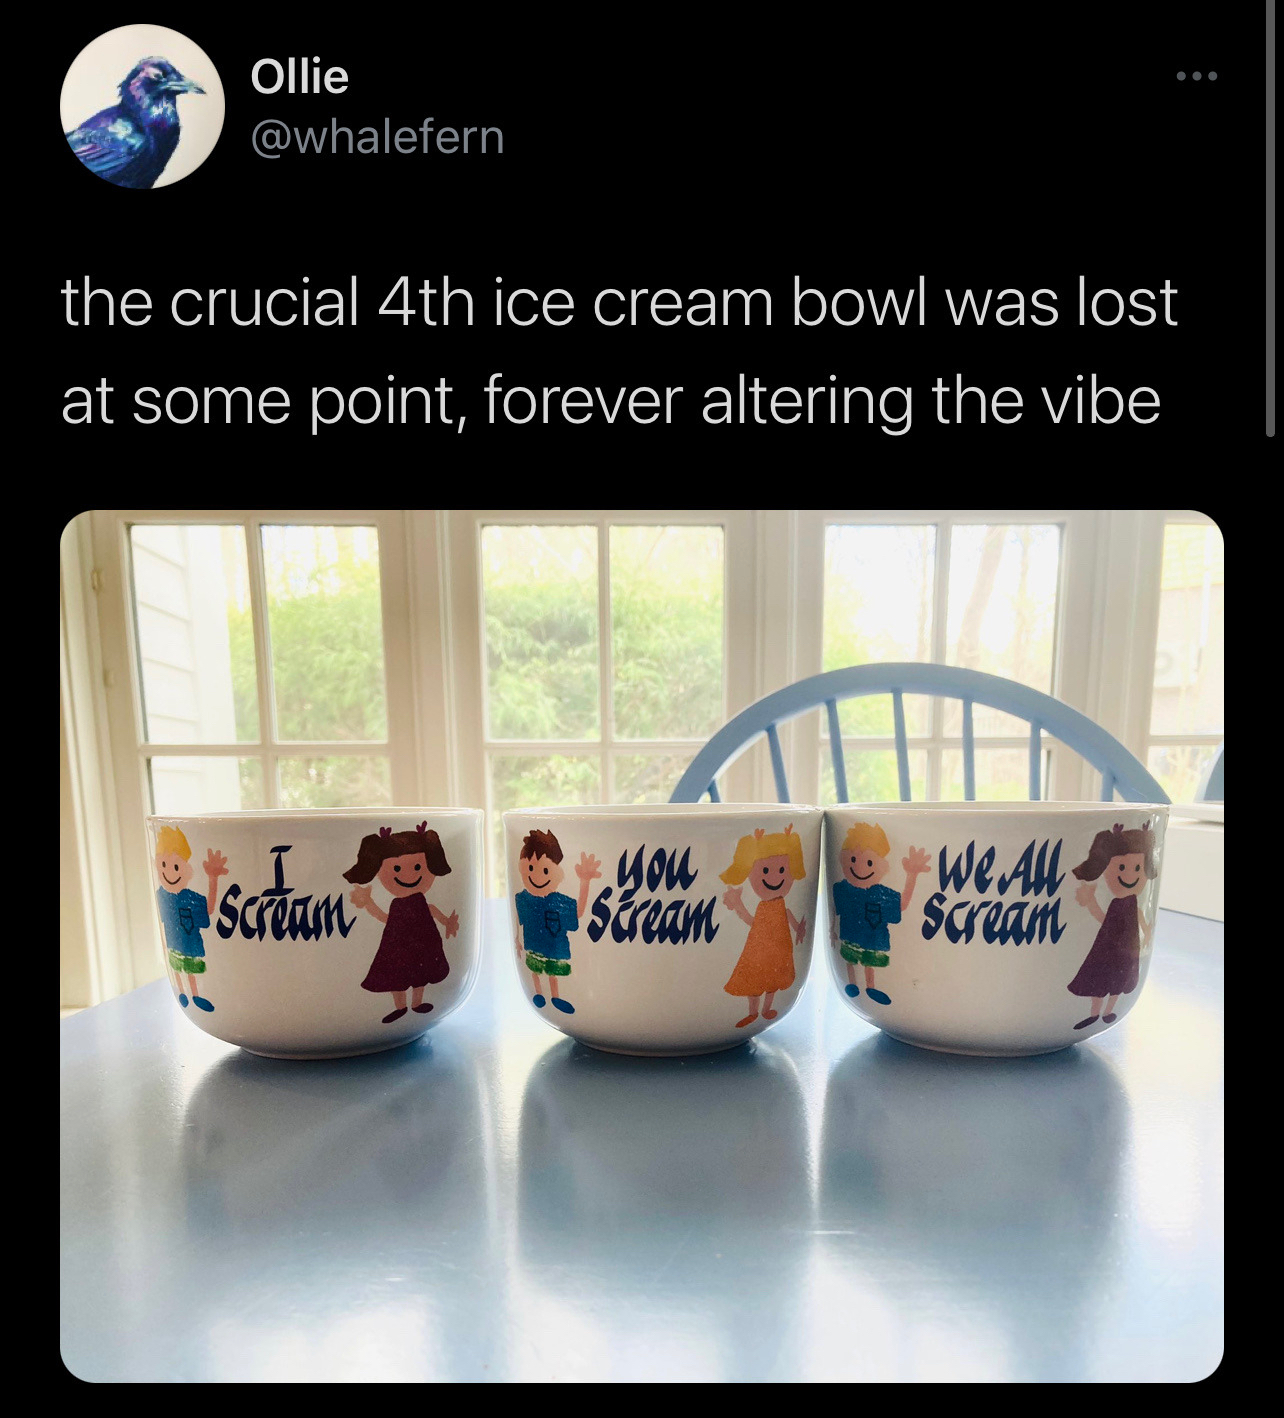 Ollie
@whalefern
the crucial 4th ice cream bowl was lost
at some point, forever altering the vibe
I
Scream
you
Scream
We All
Scream